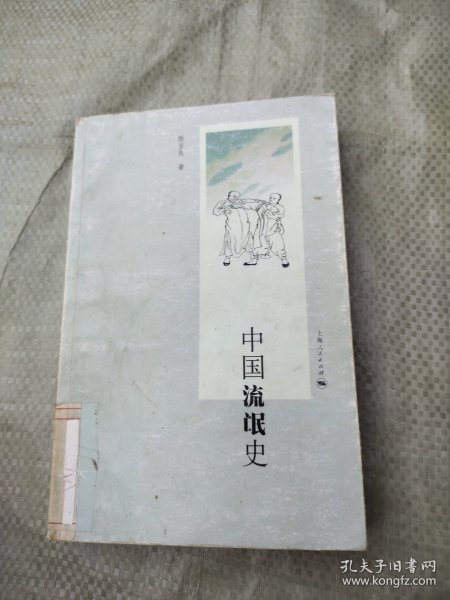 陈宝良 著
中国流氓史
上海人民出版社
孔夫子旧书网
www.kongfz.com